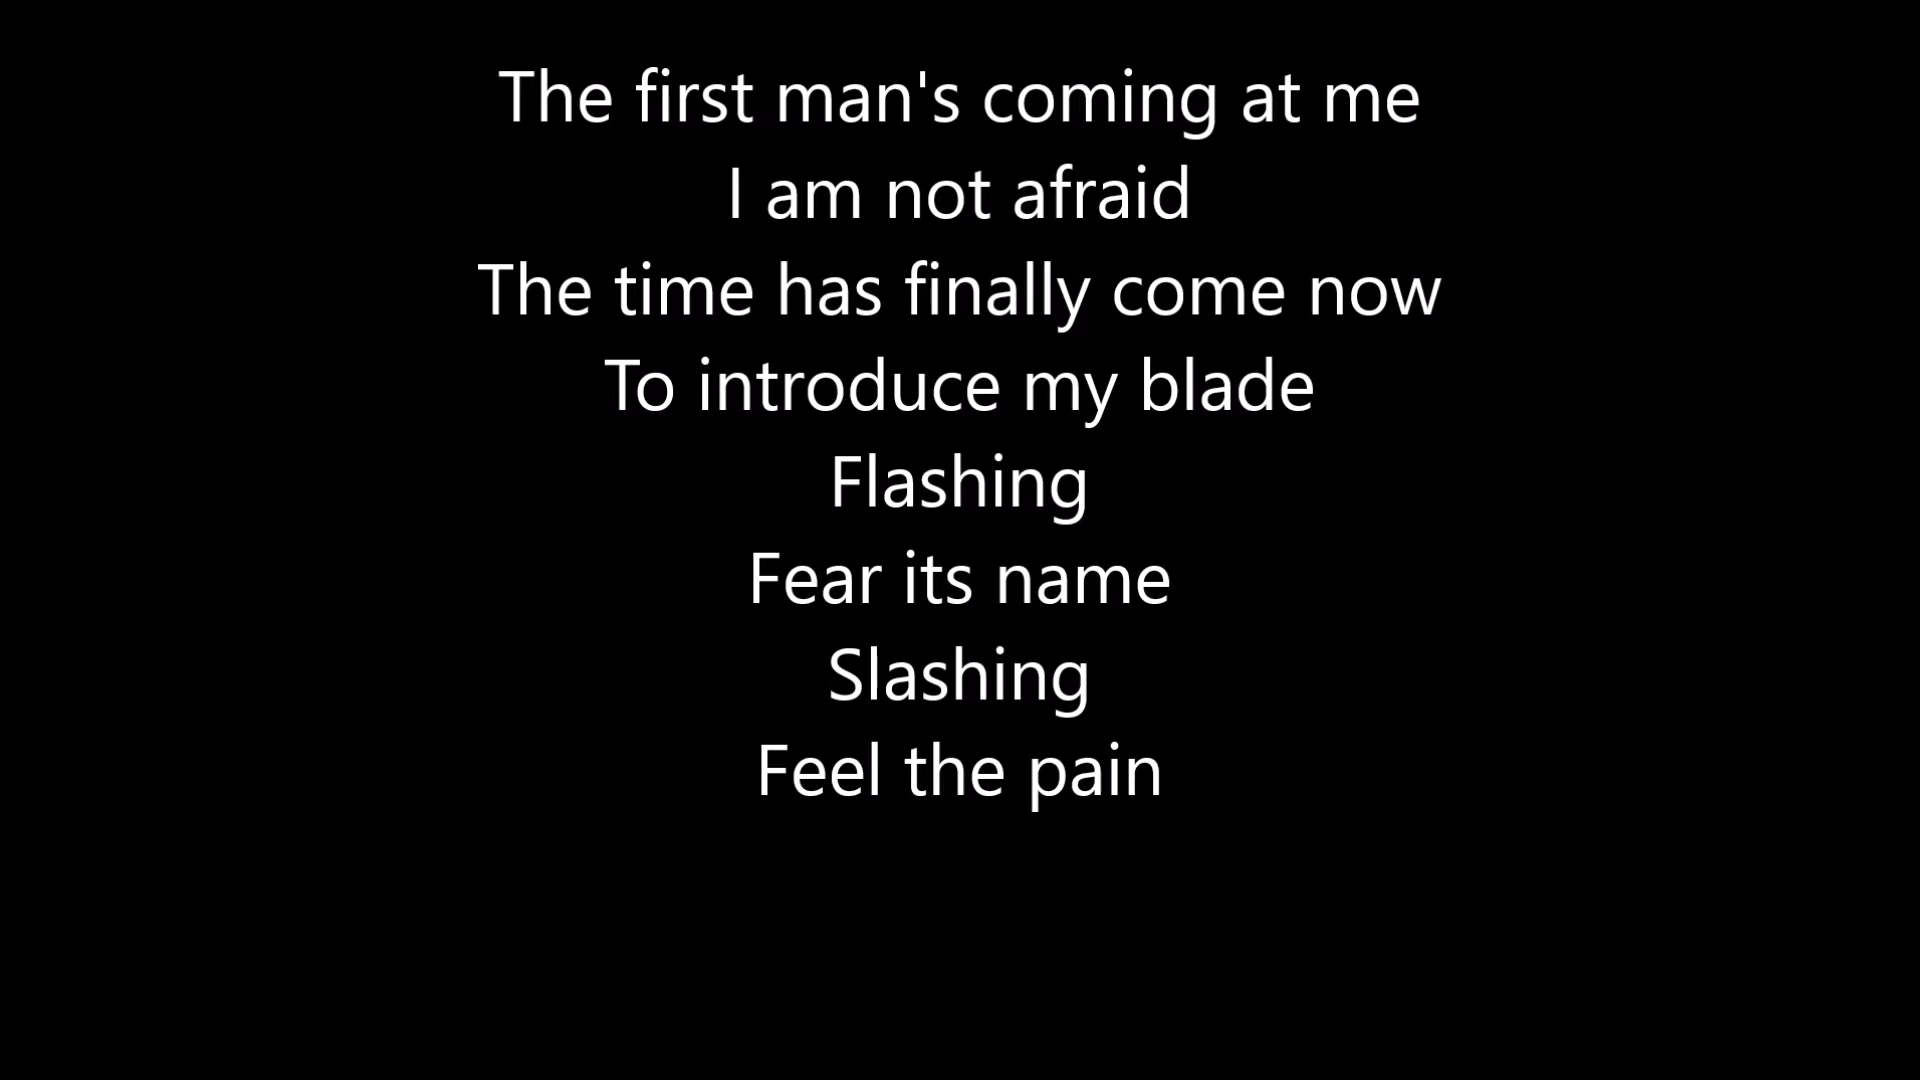 The first man's coming at me
I am not afraid
The time has finally come now
To introduce my blade
Flashing
Fear its name
Slashing
Feel the pain